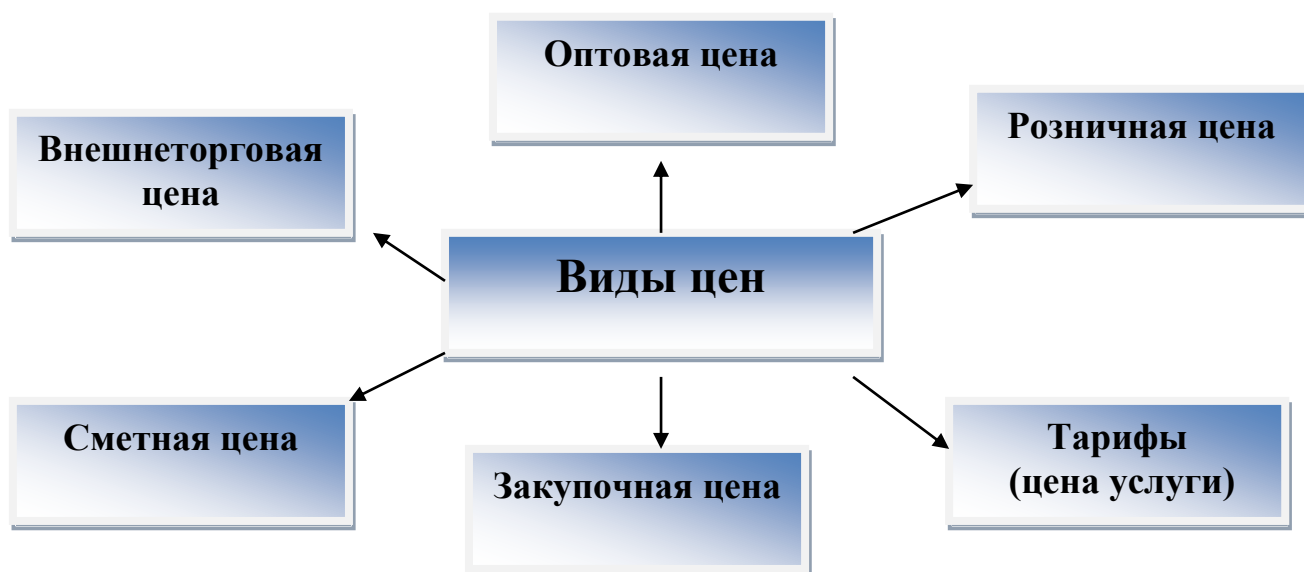 Оптовая цена
Внешнеторговая
цена
Розничная цена
Виды цен
Сметная цена
Закупочная цена
Тарифы
(цена услуги)